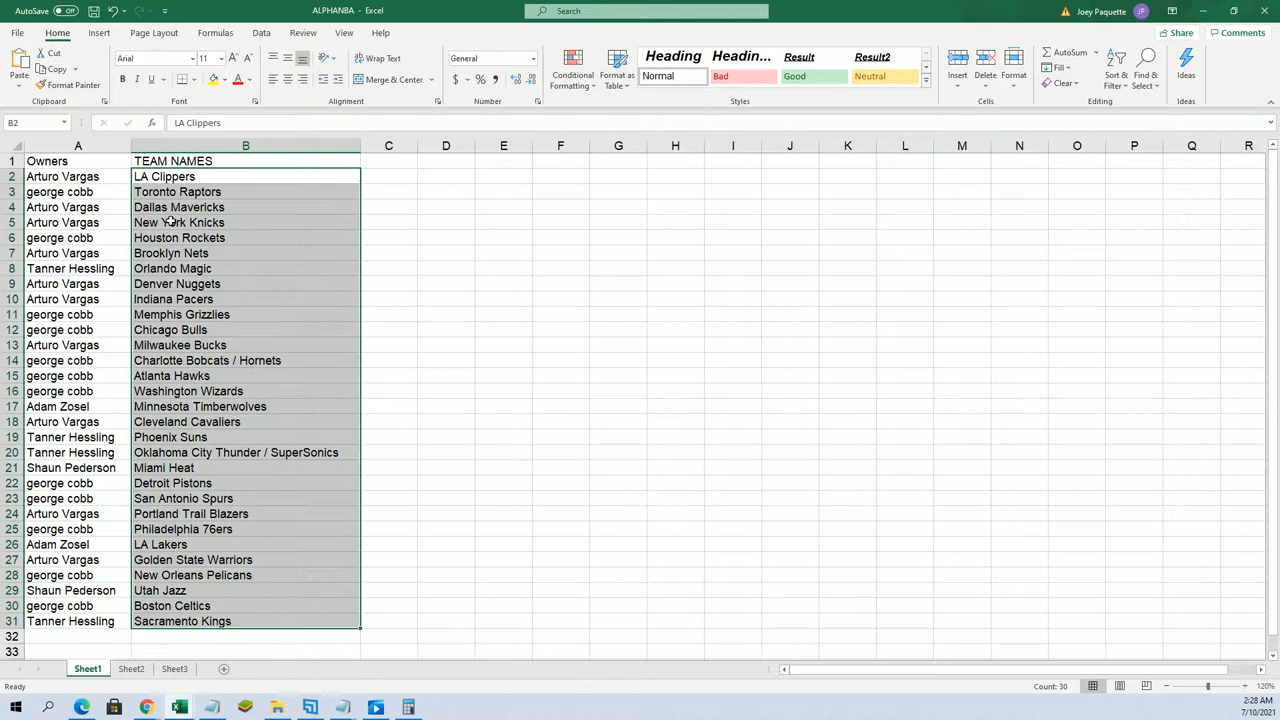 AutoSave Off ALPHANBA - Excel Search Joey Paquette JP
File Home Insert Page Layout Formulas Data Review View Help Share Comments
Paste Cut Copy Format Painter Clipboard
Arial 11 A A B I U A Font
Wrap Text Merge & Center Alignment
General $ % , Number
Conditional Formatting Format as Table
Heading Headin... Result Result2
Normal Bad Good Neutral
Styles
Insert Delete Format Cells
AutoSum Fill Clear Sort & Filter Find & Select Editing
Ideas Ideas
B2 fx LA Clippers
A B C D E F G H I J K L M N O P Q R
1 Owners TEAM NAMES
2 Arturo Vargas LA Clippers
3 george cobb Toronto Raptors
4 Arturo Vargas Dallas Mavericks
5 Arturo Vargas New York Knicks
6 george cobb Houston Rockets
7 Arturo Vargas Brooklyn Nets
8 Tanner Hessling Orlando Magic
9 Arturo Vargas Denver Nuggets
10 Arturo Vargas Indiana Pacers
11 george cobb Memphis Grizzlies
12 george cobb Chicago Bulls
13 Arturo Vargas Milwaukee Bucks
14 george cobb Charlotte Bobcats / Hornets
15 george cobb Atlanta Hawks
16 george cobb Washington Wizards
17 Adam Zosel Minnesota Timberwolves
18 Arturo Vargas Cleveland Cavaliers
19 Tanner Hessling Phoenix Suns
20 Tanner Hessling Oklahoma City Thunder / SuperSonics
21 Shaun Pederson Miami Heat
22 george cobb Detroit Pistons
23 george cobb San Antonio Spurs
24 Arturo Vargas Portland Trail Blazers
25 george cobb Philadelphia 76ers
26 Adam Zosel LA Lakers
27 Arturo Vargas Golden State Warriors
28 george cobb New Orleans Pelicans
29 Shaun Pederson Utah Jazz
30 george cobb Boston Celtics
31 Tanner Hessling Sacramento Kings
32
33
Sheet1 Sheet2 Sheet3
Ready Count: 30 120%
2:28 AM
7/10/2021